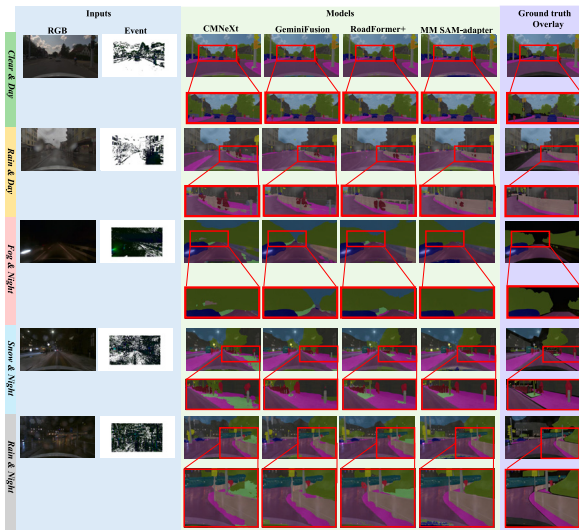 Inputs
Models
Ground truth
Overlay
RGB
Event
CMNeXt
GeminiFusion
RoadFormer+
MM SAM-adapter
Clear & Day
Rain & Day
Fog & Night
Snow & Night
Rain & Night